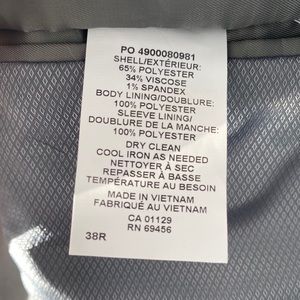 PO 4900080981
SHELL/EXTÉRIEUR:
65% POLYESTER
34% VISCOSE
1% SPANDEX
BODY LINING/DOUBLURE:
100% POLYESTER
SLEEVE LINING/
DOUBLURE DE LA MANCHE:
100% POLYESTER
DRY CLEAN
COOL IRON AS NEEDED
NETTOYER À SEC
REPASSER À BASSE
TEMPÉRATURE AU BESOIN
MADE IN VIETNAM
FABRIQUÉ AU VIETNAM
CA 01129
RN 69456
38R